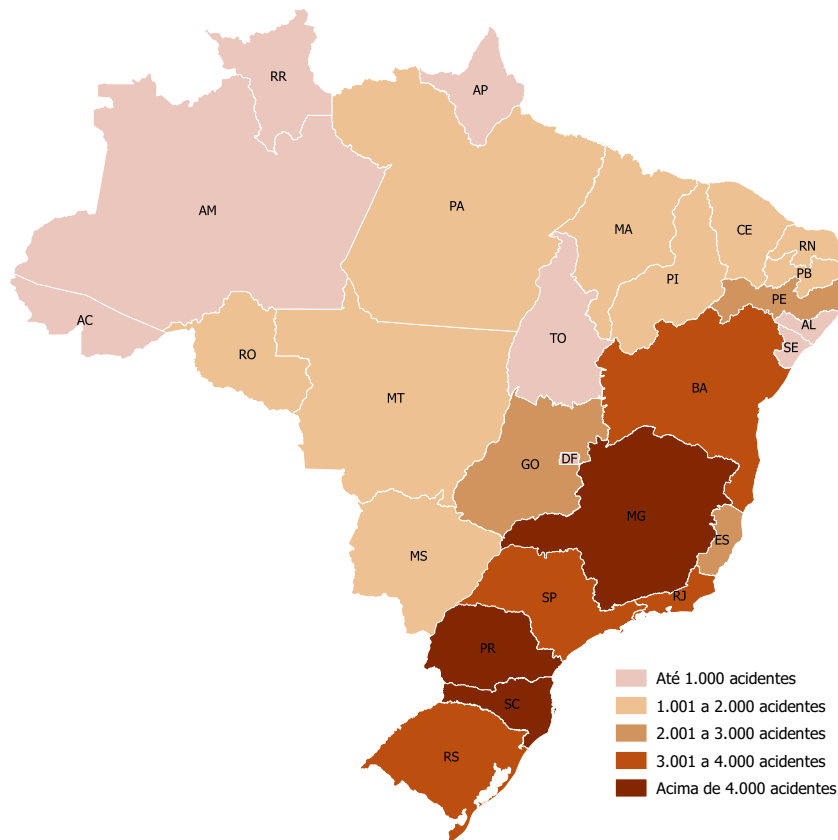 RR
AP
AM
PA
MA
CE
RN
PB
PI
PE
AC
AL
TO
SE
RO
BA
MT
DF
GO
MG
ES
MS
SP
RJ
PR
SC
RS
Até 1.000 acidentes
1.001 a 2.000 acidentes
2.001 a 3.000 acidentes
3.001 a 4.000 acidentes
Acima de 4.000 acidentes